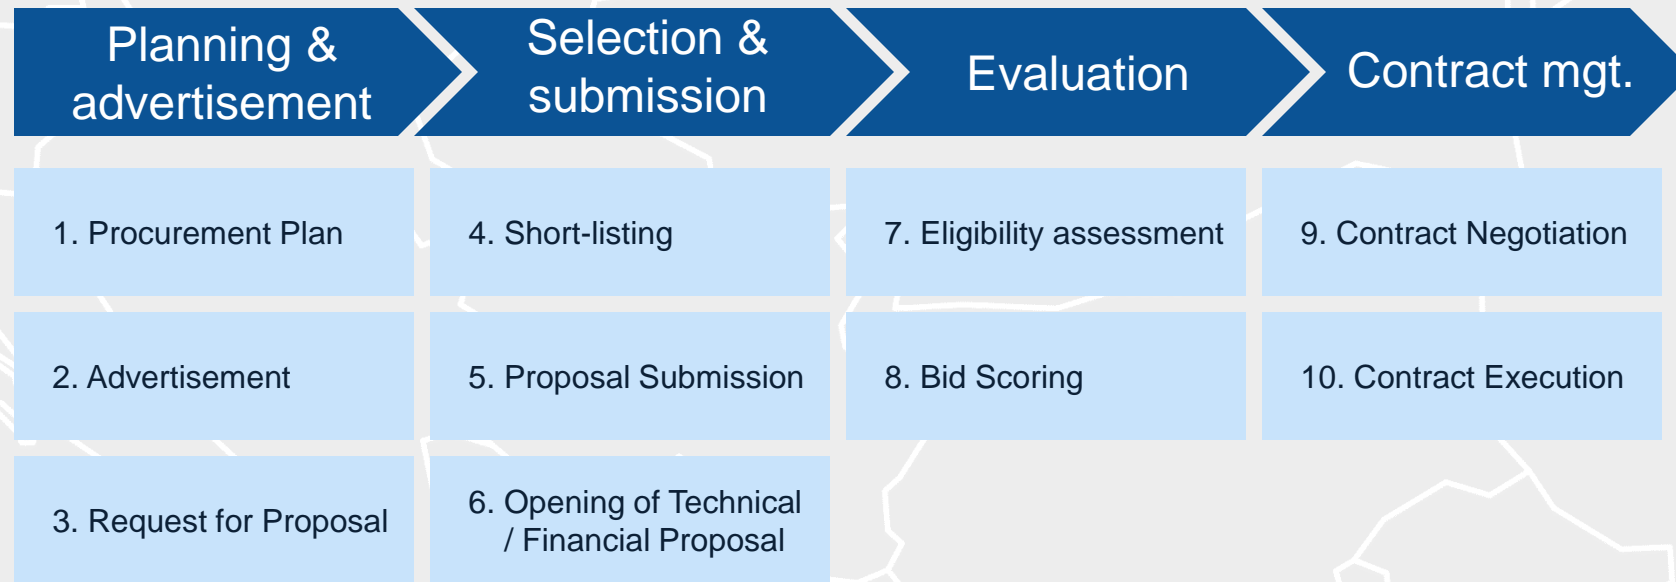 Planning &
advertisement
Selection &
submission
Evaluation
Contract mgt.
1. Procurement Plan
2. Advertisement
3. Request for Proposal
4. Short-listing
5. Proposal Submission
6. Opening of Technical
/ Financial Proposal
7. Eligibility assessment
8. Bid Scoring
9. Contract Negotiation
10. Contract Execution